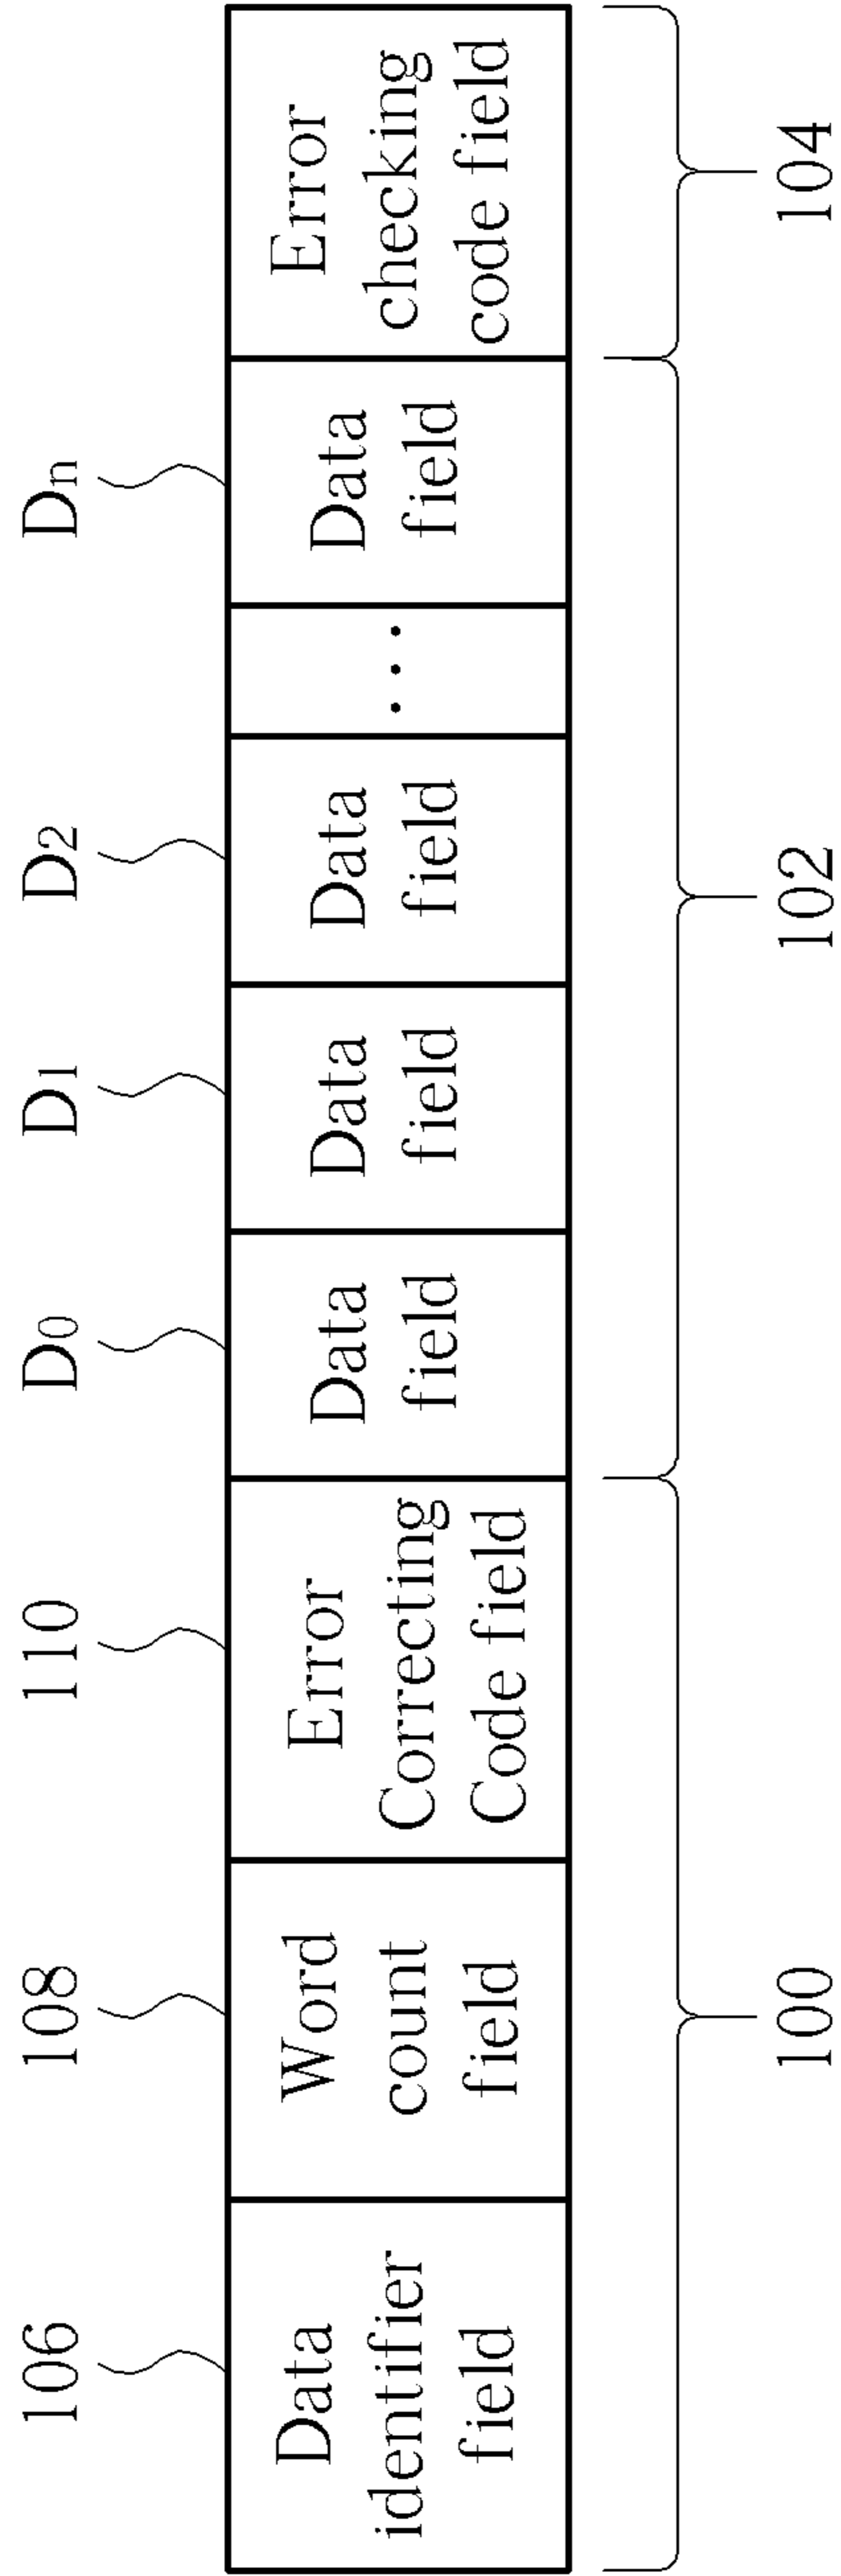 106
108
110
D0
D1
D2
Dn
Data
identifier
field
Word
count
field
Error
Correcting
Code field
Data
field
Data
field
Data
field
...
Data
field
Error
checking
code field
100
102
104